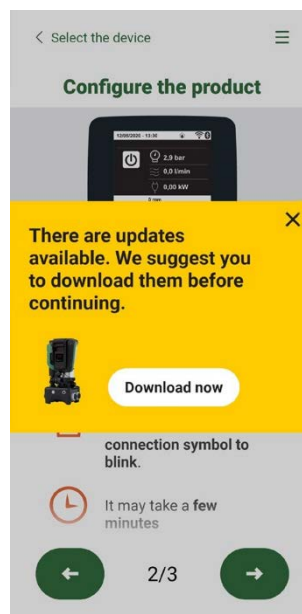 < Select the device
Configure the product
12/05/2020 - 13:35
2,9 bar
0,0 l/min
0,00 kW
There are updates
available. We suggest you
to download them before
continuing.
Download now
connection symbol to
blink.
It may take a few
minutes
2/3